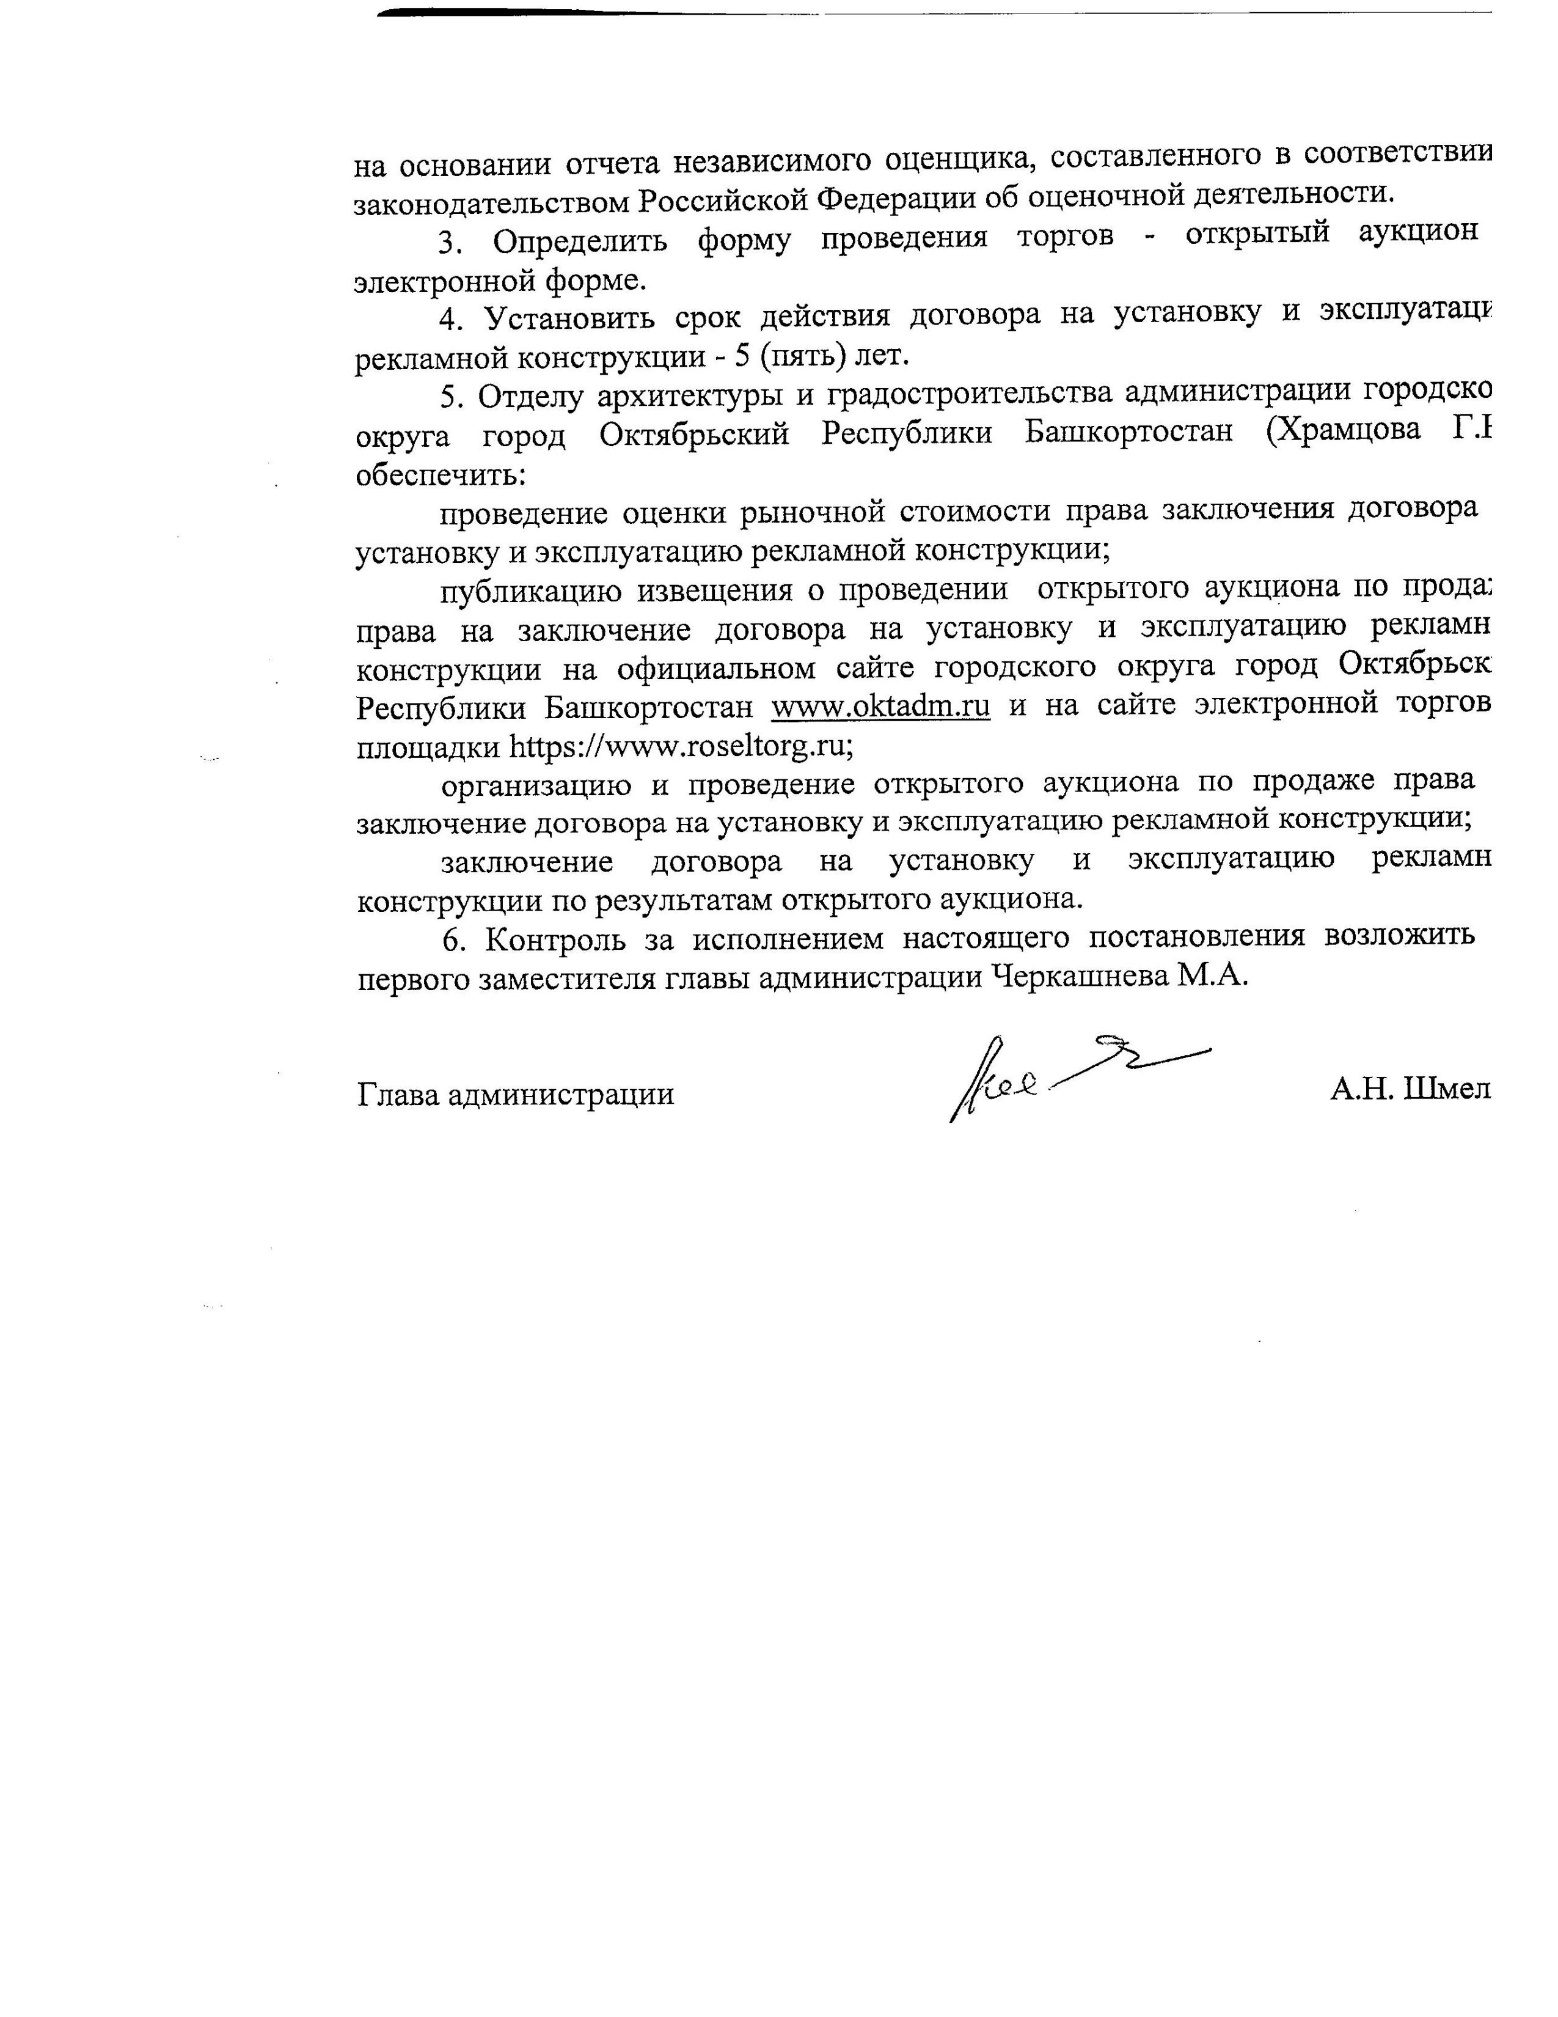 на основании отчета независимого оценщика, составленного в соответствии
законодательством Российской Федерации об оценочной деятельности.
3. Определить форму проведения торгов - открытый аукцион
электронной форме.
4. Установить срок действия договора на установку и эксплуатаци
рекламной конструкции - 5 (пять) лет.
5. Отделу архитектуры и градостроительства администрации городско
округа город Октябрьский Республики Башкортостан (Храмцова Г.
обеспечить:
проведение оценки рыночной стоимости права заключения договора
установку и эксплуатацию рекламной конструкции;
публикацию извещения о проведении открытого аукциона по прода
права на заключение договора на установку и эксплуатацию рекламн
конструкции на официальном сайте городского округа город Октябрьск
Республики Башкортостан www.oktadm.ru и на сайте электронной торгов
площадки https://www.roseltorg.ru;
организацию и проведение открытого аукциона по продаже права
заключение договора на установку и эксплуатацию рекламной конструкции;
заключение договора на установку и эксплуатацию рекламн
конструкции по результатам открытого аукциона.
6. Контроль за исполнением настоящего постановления возложить
первого заместителя главы администрации Черкашнева М.А.
Глава администрации
А.Н. Шмел